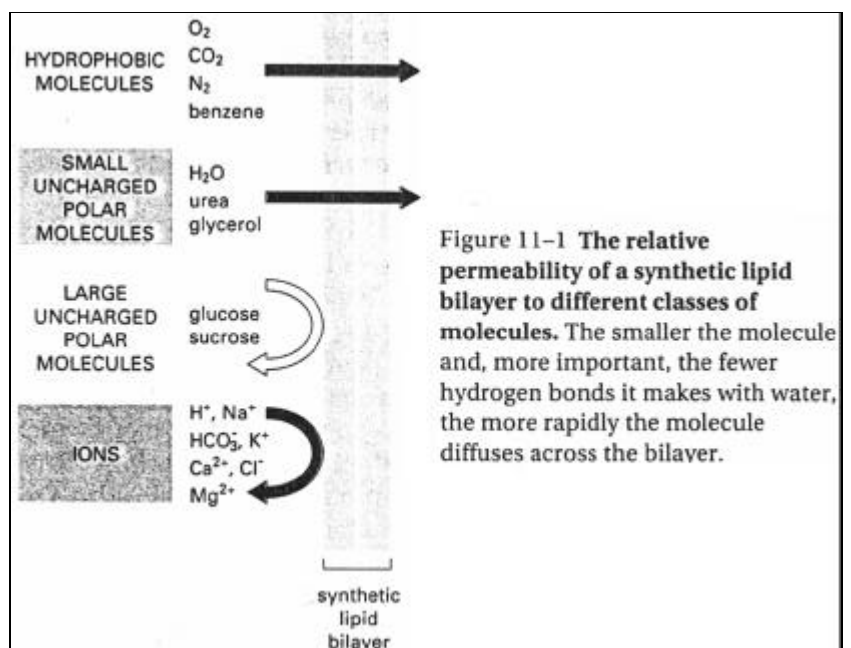 HYDROPHOBIC
MOLECULES
O₂
CO₂
N₂
benzene
SMALL
UNCHARGED
POLAR
MOLECULES
H₂O
urea
glycerol
LARGE
UNCHARGED
POLAR
MOLECULES
glucose
sucrose
IONS
H⁺, Na⁺
HCO₃⁻, K⁺
Ca²⁺, Cl⁻
Mg²⁺
synthetic
lipid
bilayer
Figure 11–1 The relative
permeability of a synthetic lipid
bilayer to different classes of
molecules. The smaller the molecule
and, more important, the fewer
hydrogen bonds it makes with water,
the more rapidly the molecule
diffuses across the bilayer.